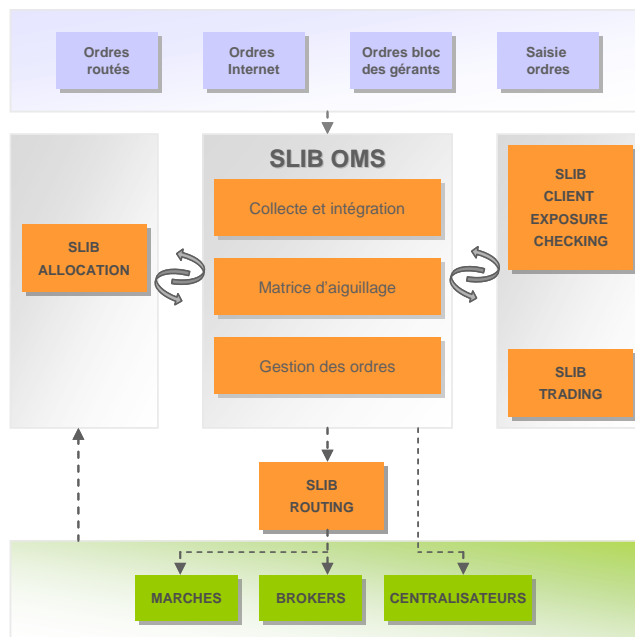 Ordres
routés
Ordres
Internet
Ordres bloc
des gérants
Saisie
ordres
SLIB OMS
Collecte et intégration
Matrice d'aiguillage
Gestion des ordres
SLIB
ALLOCATION
SLIB
CLIENT
EXPOSURE
CHECKING
SLIB
TRADING
SLIB
ROUTING
MARCHES
BROKERS
CENTRALISATEURS